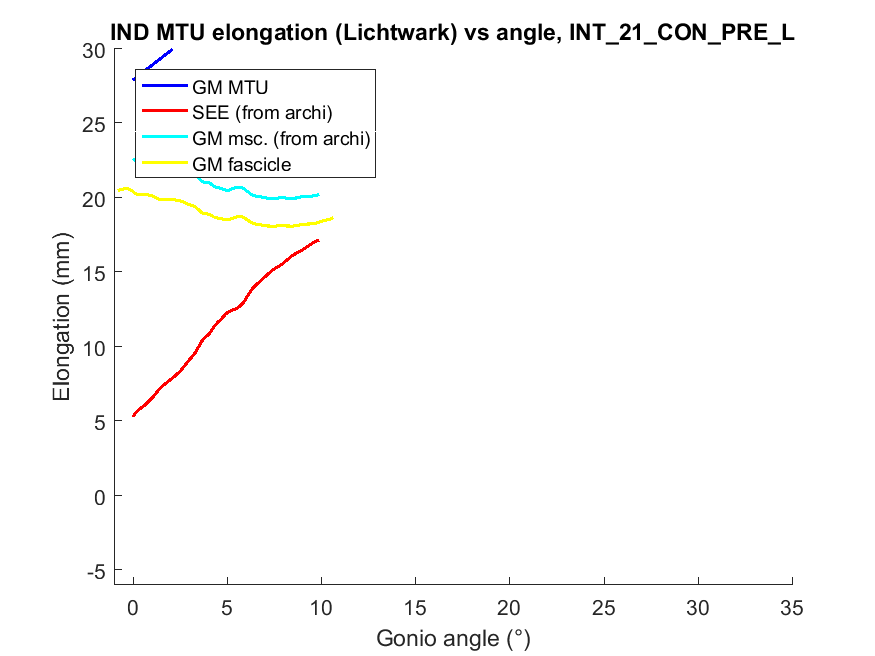 IND MTU elongation (Lichtwark) vs angle, INT_21_CON_PRE_L
GM MTU
SEE (from archi)
GM msc. (from archi)
GM fascicle
Elongation (mm)
30
25
20
15
10
5
0
-5
0 5 10 15 20 25 30 35
Gonio angle (°)